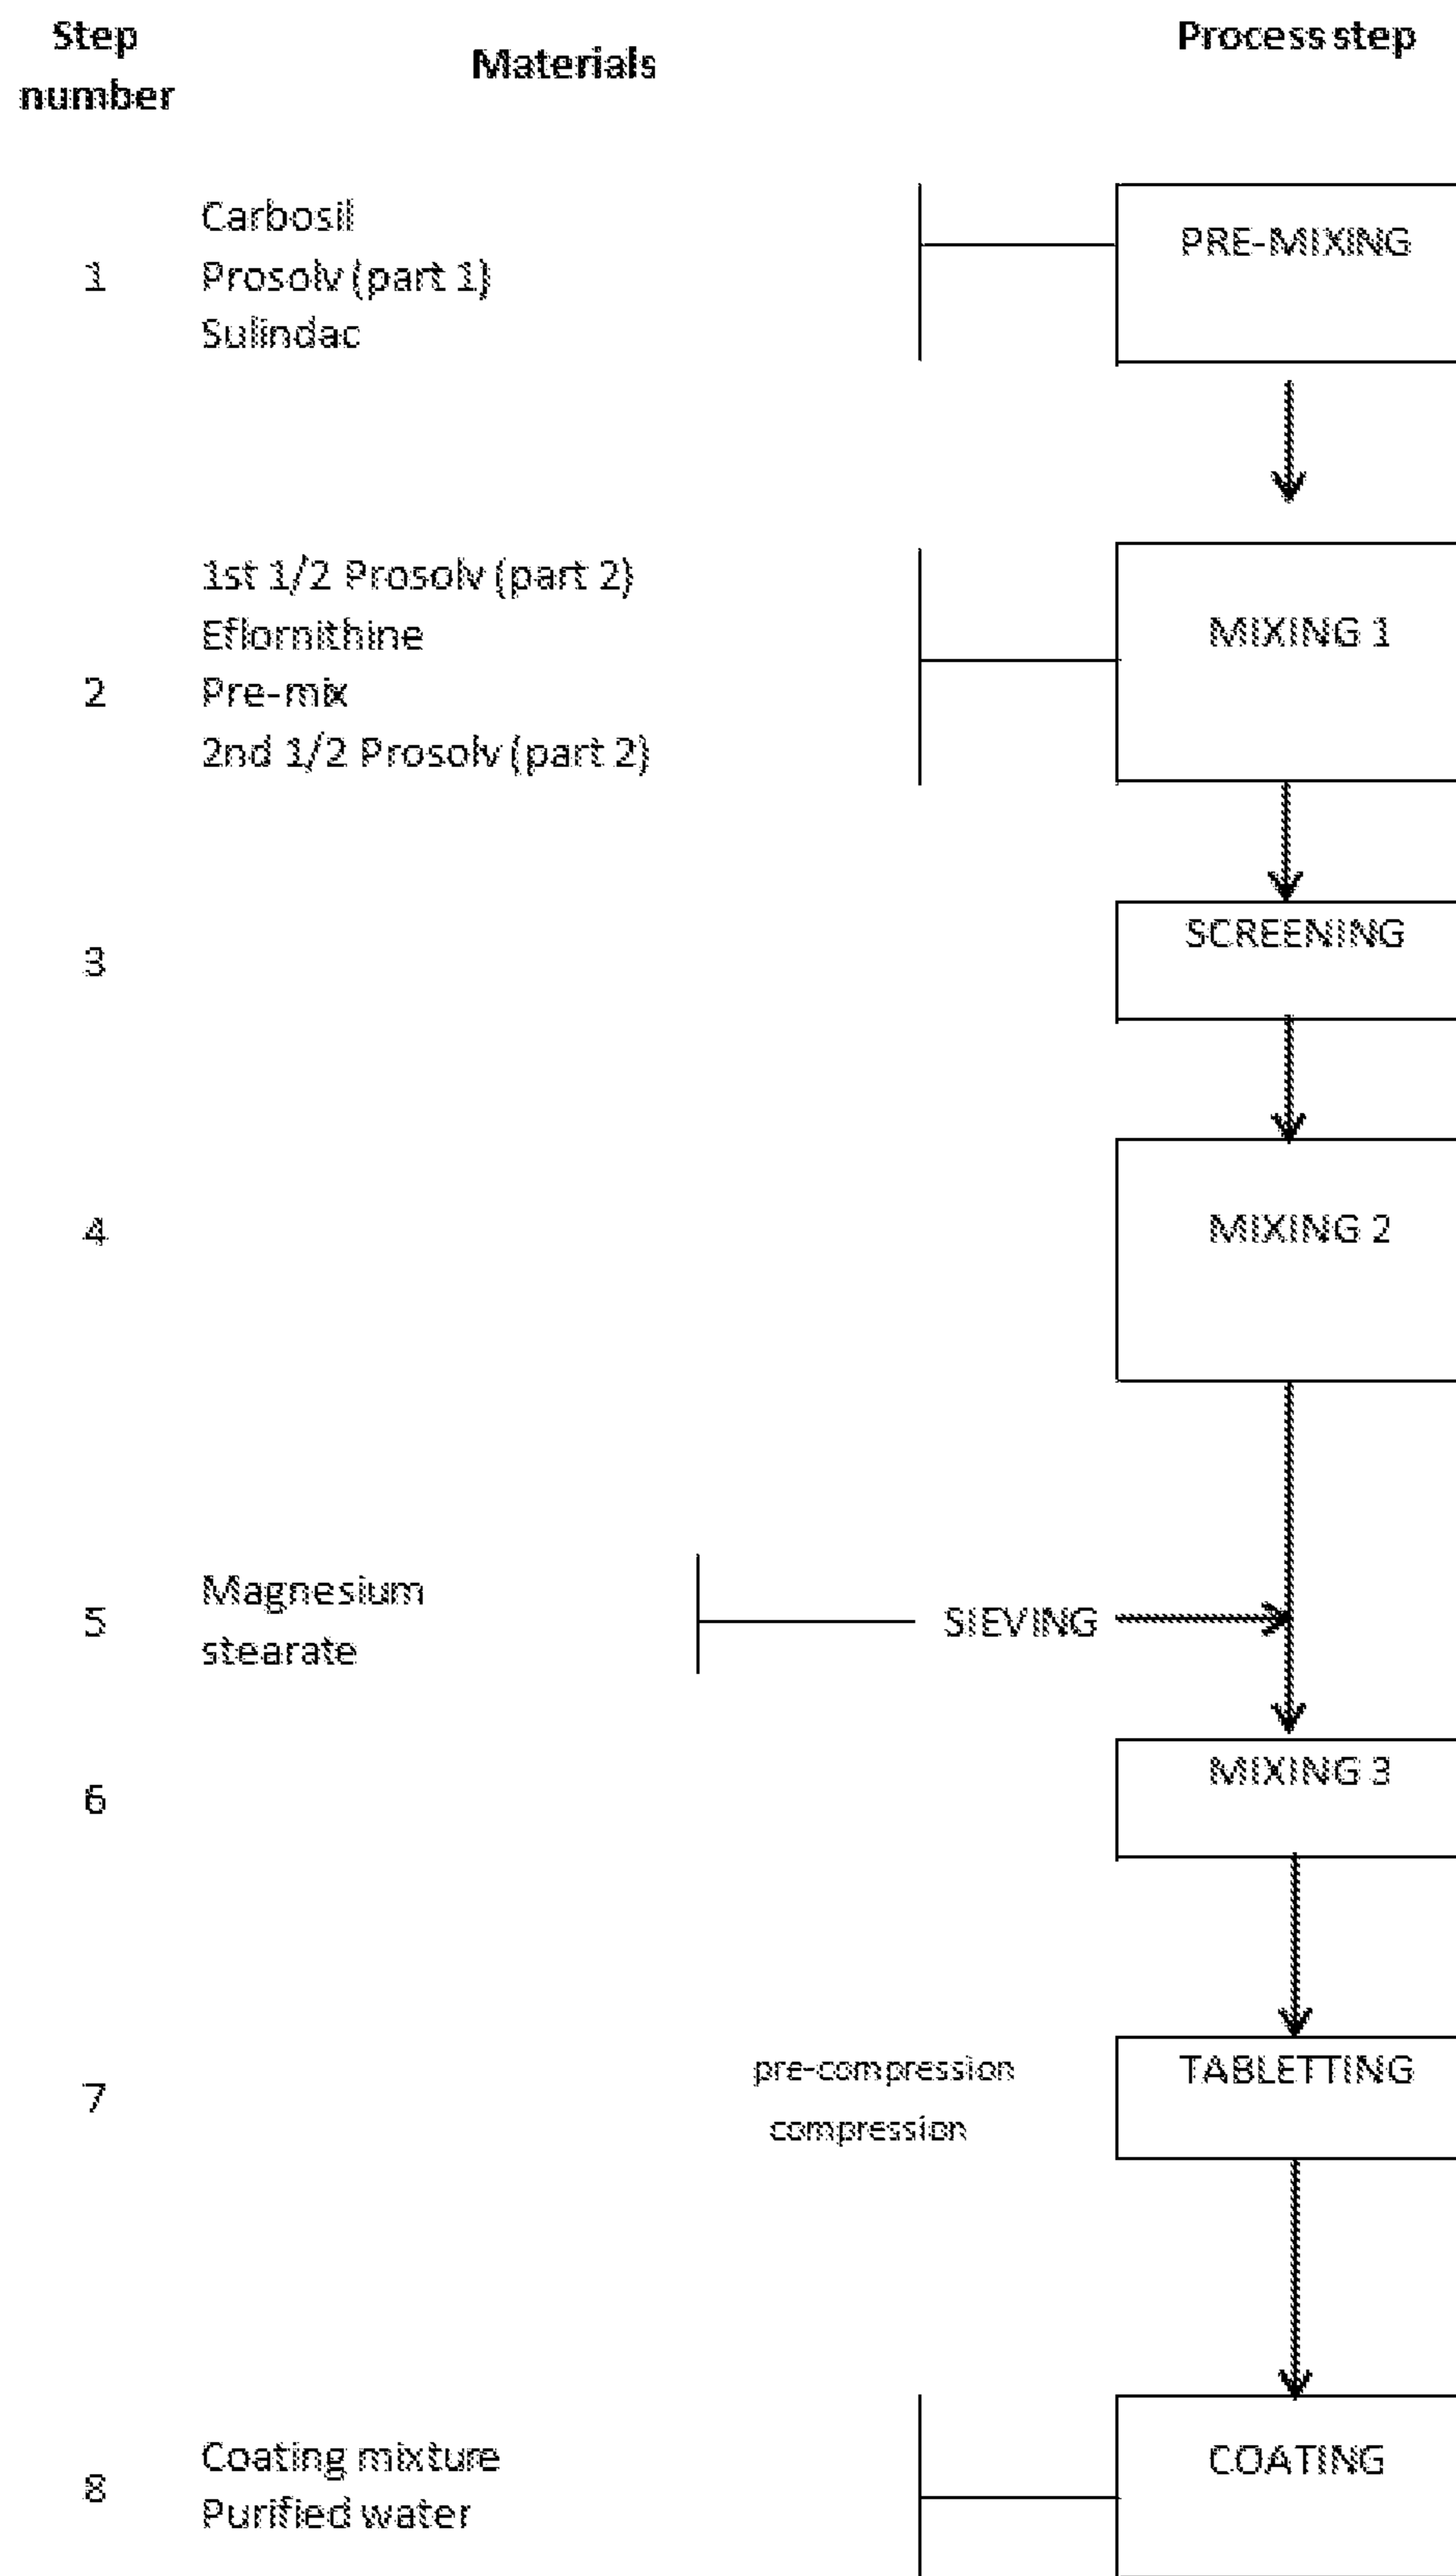 Step number
Materials
Process step
1
Carbosil
Prosolv (part 1)
Sulindac
PRE-MIXING
2
1st 1/2 Prosolv (part 2)
Eflornithine
Pre-mix
2nd 1/2 Prosolv (part 2)
MIXING 1
3
SCREENING
4
MIXING 2
5
Magnesium
stearate
SIEVING
6
MIXING 3
7
pre-compression
compression
TABLETTING
8
Coating mixture
Purified water
COATING